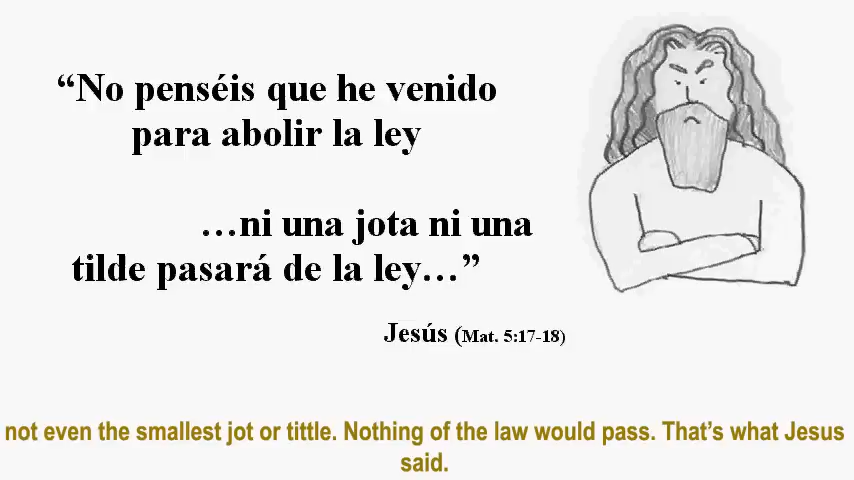 “No penséis que he venido
para abolir la ley
…ni una jota ni una
tilde pasará de la ley…”
Jesús (Mat. 5:17-18)
not even the smallest jot or tittle. Nothing of the law would pass. That’s what Jesus
said.